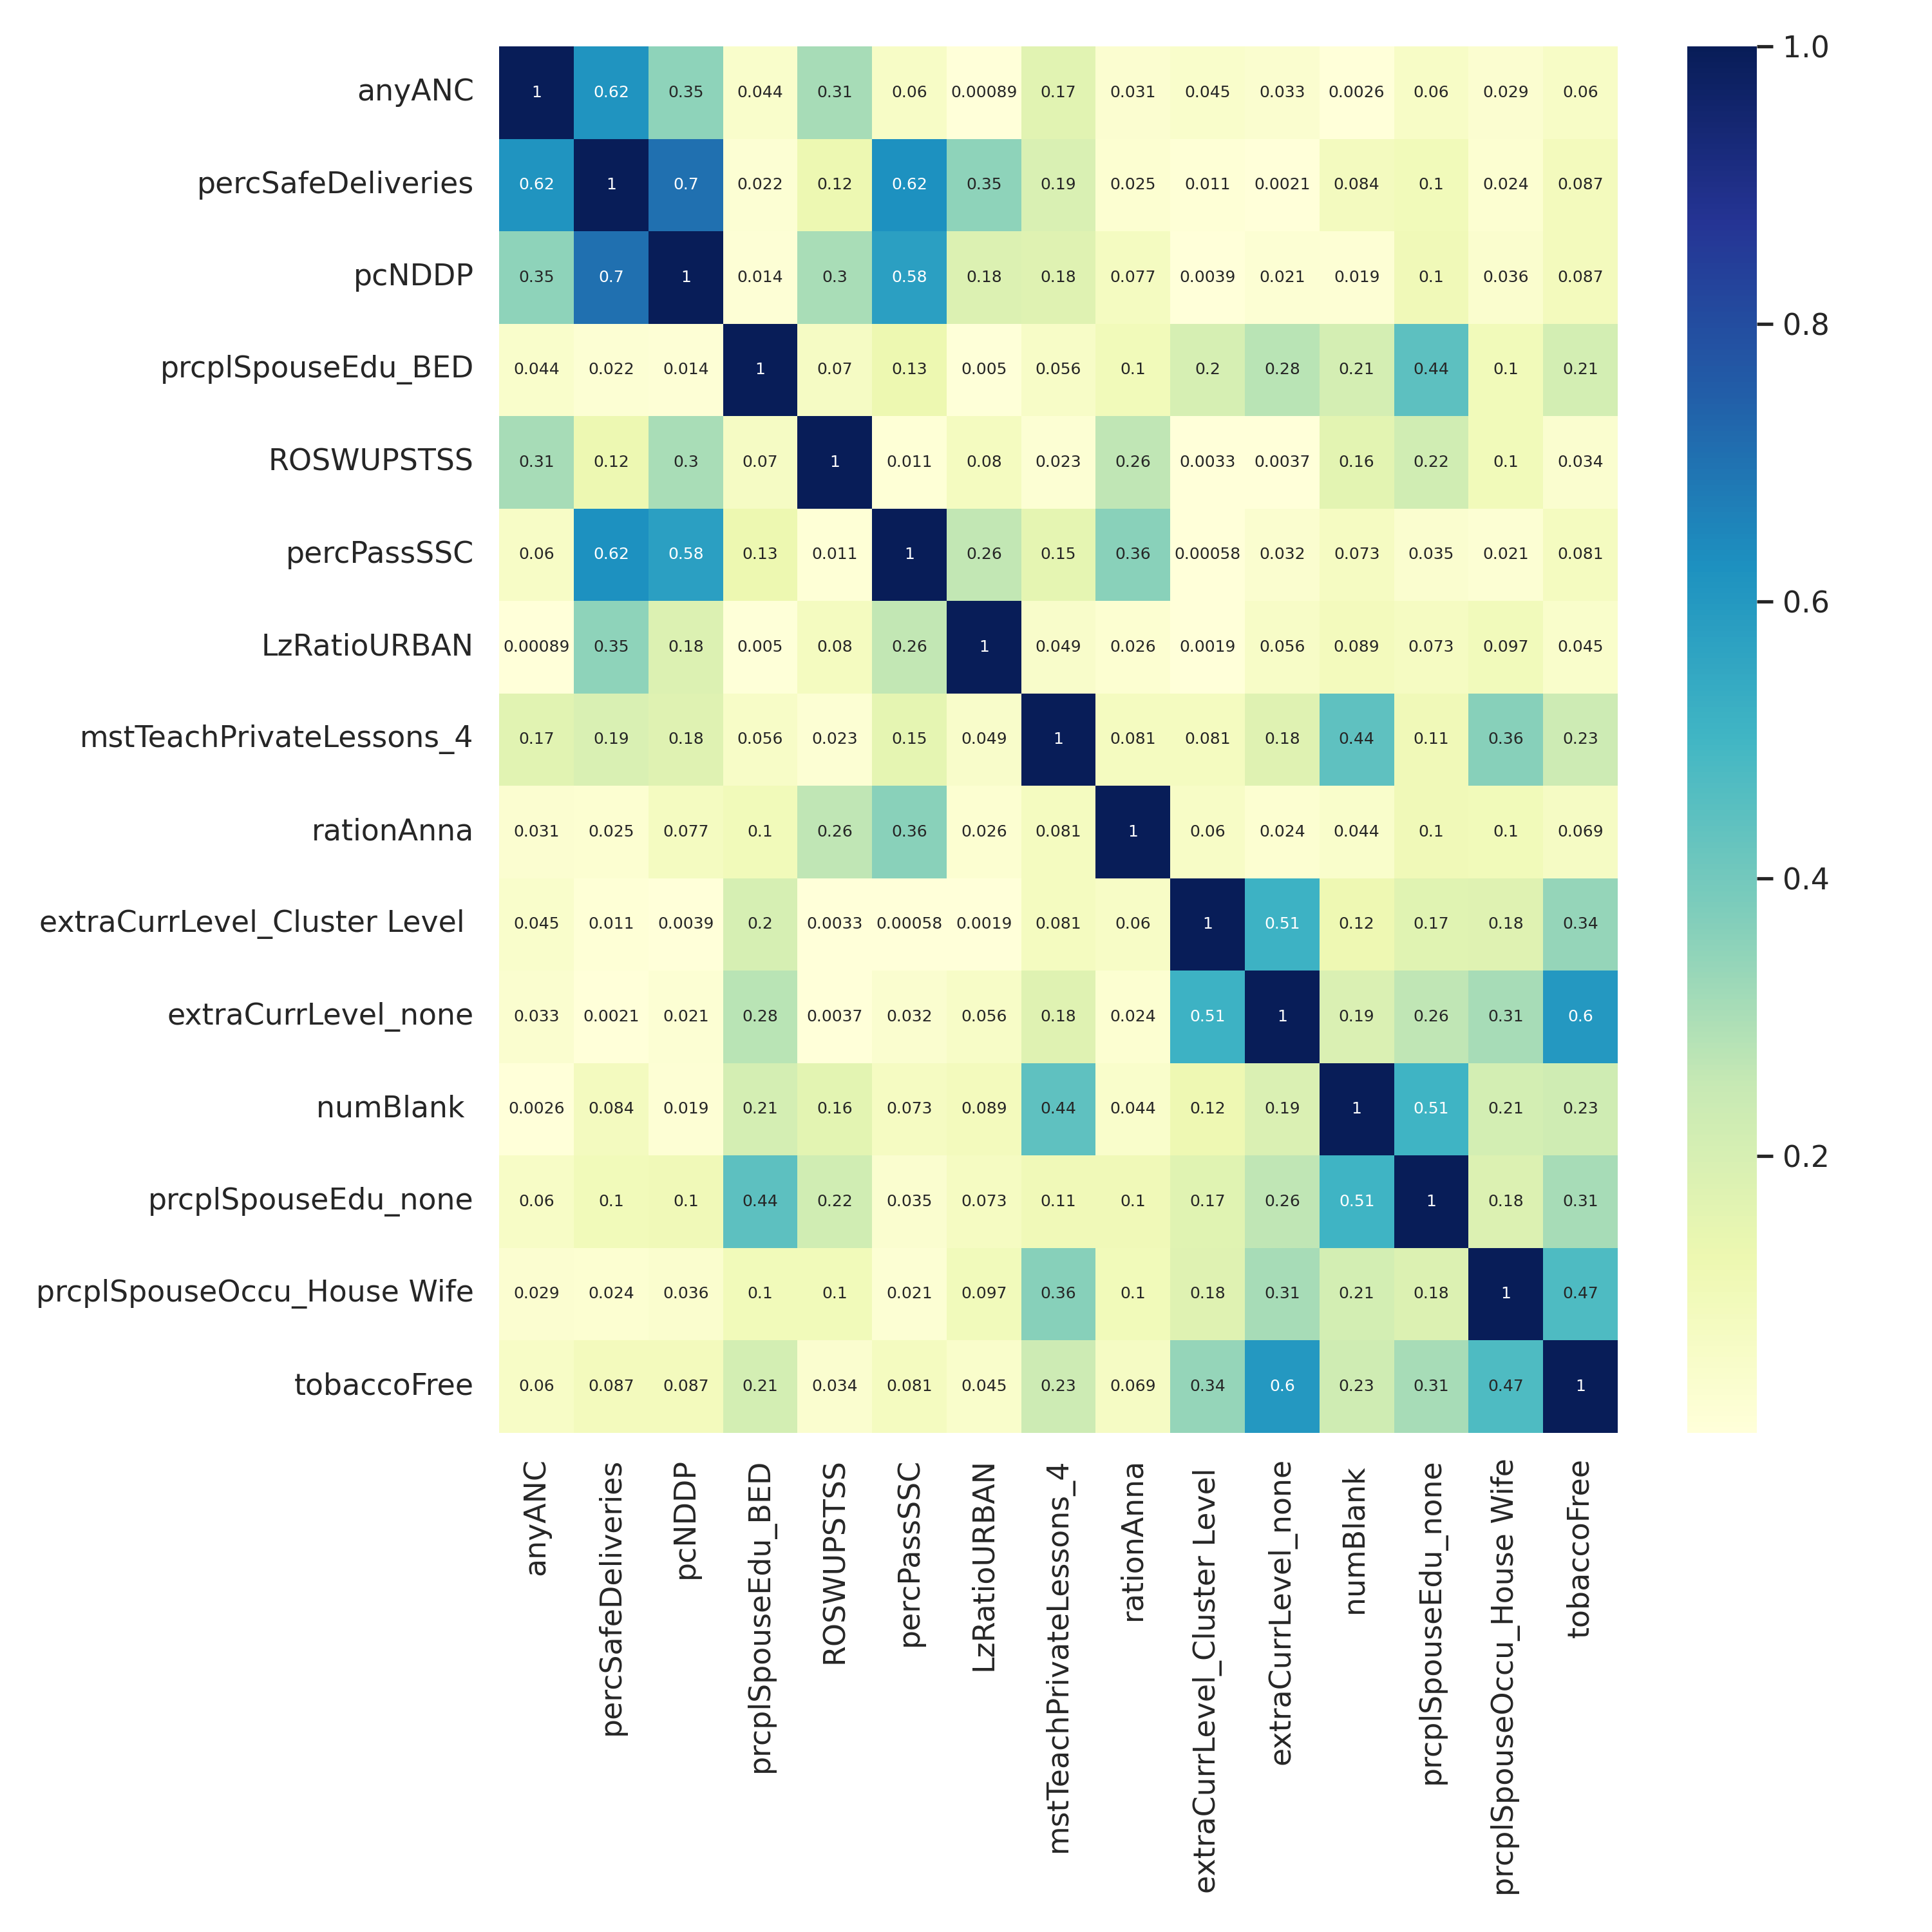 anyANC 1 0.62 0.35 0.044 0.31 0.06 0.00089 0.17 0.031 0.045 0.033 0.0026 0.06 0.029 0.06
percSafeDeliveries 0.62 1 0.7 0.022 0.12 0.62 0.35 0.19 0.025 0.011 0.0021 0.084 0.1 0.024 0.087
pcNDDP 0.35 0.7 1 0.014 0.3 0.58 0.18 0.18 0.077 0.0039 0.021 0.019 0.1 0.036 0.087
prcplSpouseEdu_BED 0.044 0.022 0.014 1 0.07 0.13 0.005 0.056 0.1 0.2 0.28 0.21 0.44 0.1 0.21
ROSWUPSTSS 0.31 0.12 0.3 0.07 1 0.011 0.08 0.023 0.26 0.0033 0.0037 0.16 0.22 0.1 0.034
percPassSSC 0.06 0.62 0.58 0.13 0.011 1 0.26 0.15 0.36 0.00058 0.032 0.073 0.035 0.021 0.081
LzRatioURBAN 0.00089 0.35 0.18 0.005 0.08 0.26 1 0.049 0.026 0.0019 0.056 0.089 0.073 0.097 0.045
mstTeachPrivateLessons_4 0.17 0.19 0.18 0.056 0.023 0.15 0.049 1 0.081 0.081 0.18 0.44 0.11 0.36 0.23
rationAnna 0.031 0.025 0.077 0.1 0.26 0.36 0.026 0.081 1 0.06 0.024 0.044 0.1 0.1 0.069
extraCurrLevel_Cluster Level 0.045 0.011 0.0039 0.2 0.0033 0.00058 0.0019 0.081 0.06 1 0.51 0.12 0.17 0.18 0.34
extraCurrLevel_none 0.033 0.0021 0.021 0.28 0.0037 0.032 0.056 0.18 0.024 0.51 1 0.19 0.26 0.31 0.6
numBlank 0.0026 0.084 0.019 0.21 0.16 0.073 0.089 0.44 0.044 0.12 0.19 1 0.51 0.21 0.23
prcplSpouseEdu_none 0.06 0.1 0.1 0.44 0.22 0.035 0.073 0.11 0.1 0.17 0.26 0.51 1 0.18 0.31
prcplSpouseOccu_House Wife 0.029 0.024 0.036 0.1 0.1 0.021 0.097 0.36 0.1 0.18 0.31 0.21 0.18 1 0.47
tobaccoFree 0.06 0.087 0.087 0.21 0.034 0.081 0.045 0.23 0.069 0.34 0.6 0.23 0.31 0.47 1
anyANC
percSafeDeliveries
pcNDDP
prcplSpouseEdu_BED
ROSWUPSTSS
percPassSSC
LzRatioURBAN
mstTeachPrivateLessons_4
rationAnna
extraCurrLevel_Cluster Level
extraCurrLevel_none
numBlank
prcplSpouseEdu_none
prcplSpouseOccu_House Wife
tobaccoFree
1.0
0.8
0.6
0.4
0.2